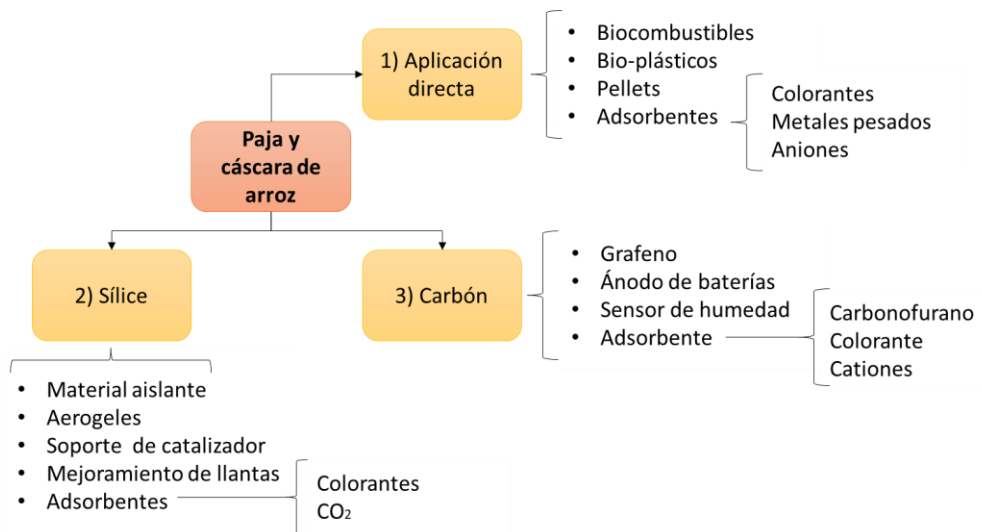 1) Aplicación
directa
• Biocombustibles
• Bio-plásticos
• Pellets
• Adsorbentes
Colorantes
Metales pesados
Aniones
Paja y
cáscara de
arroz
2) Sílice
• Material aislante
• Aerogeles
• Soporte de catalizador
• Mejoramiento de llantas
• Adsorbentes
Colorantes
CO₂
3) Carbón
• Grafeno
• Ánodo de baterías
• Sensor de humedad
• Adsorbente
Carbonofurano
Colorante
Cationes